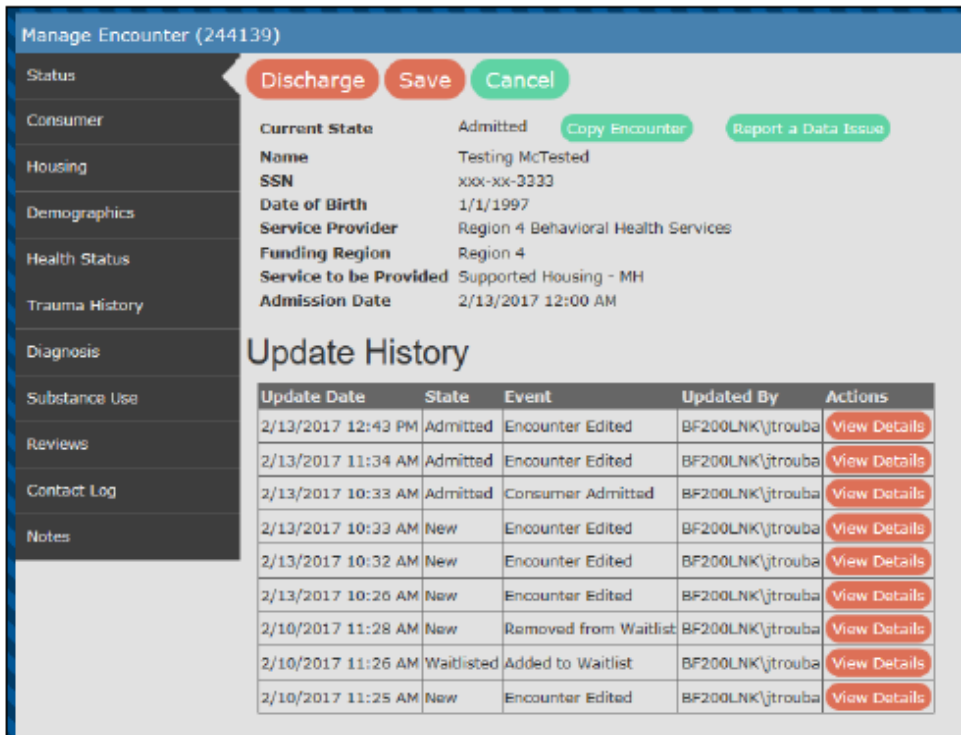 Manage Encounter (244139)
Status
Consumer
Housing
Demographics
Health Status
Trauma History
Diagnosis
Substance Use
Reviews
Contact Log
Notes
Discharge Save Cancel
Current State Admitted Copy Encounter Report a Data Issue
Name Testing McTested
SSN xxx-xx-3333
Date of Birth 1/1/1997
Service Provider Region 4 Behavioral Health Services
Funding Region Region 4
Service to be Provided Supported Housing - MH
Admission Date 2/13/2017 12:00 AM
Update History
Update Date State Event Updated By Actions
2/13/2017 12:43 PM Admitted Encounter Edited BF200LNK\jtrouba View Details
2/13/2017 11:34 AM Admitted Encounter Edited BF200LNK\jtrouba View Details
2/13/2017 10:33 AM Admitted Consumer Admitted BF200LNK\jtrouba View Details
2/13/2017 10:33 AM New Encounter Edited BF200LNK\jtrouba View Details
2/13/2017 10:32 AM New Encounter Edited BF200LNK\jtrouba View Details
2/13/2017 10:26 AM New Encounter Edited BF200LNK\jtrouba View Details
2/10/2017 11:28 AM New Removed from Waitlist BF200LNK\jtrouba View Details
2/10/2017 11:26 AM Waitlisted Added to Waitlist BF200LNK\jtrouba View Details
2/10/2017 11:25 AM New Encounter Edited BF200LNK\jtrouba View Details